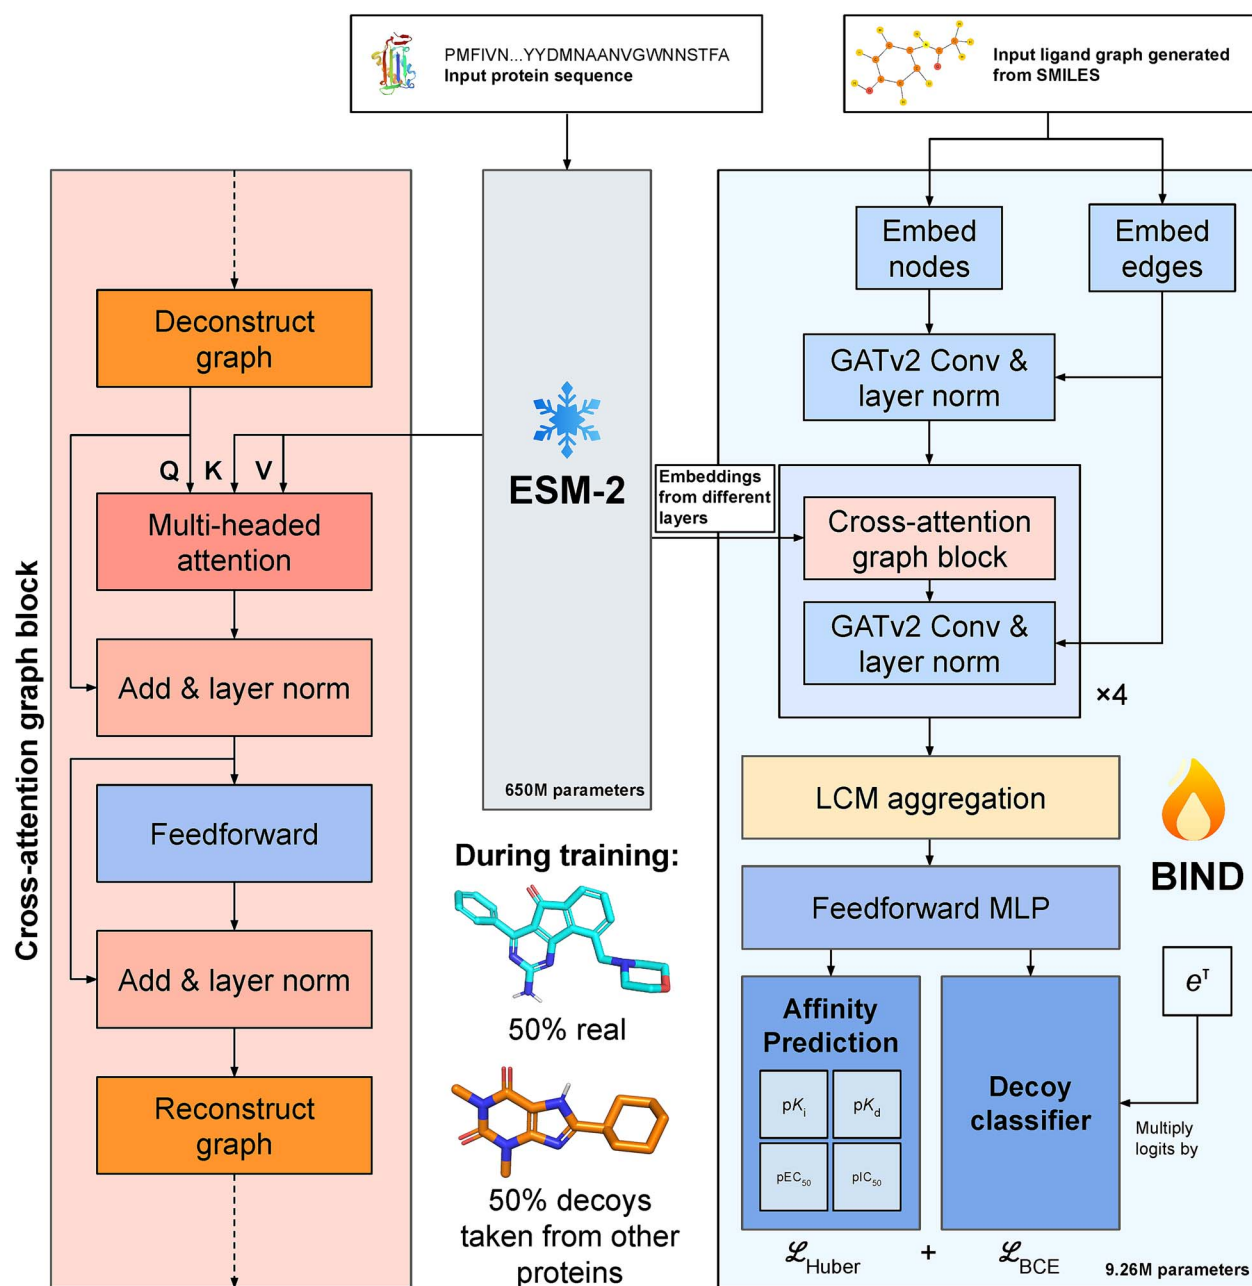 PMFIVN...YYDMNAANVGWNNSTFA
Input protein sequence
Input ligand graph generated
from SMILES
Cross-attention graph block
Deconstruct
graph
Q
K
V
Multi-headed
attention
Add & layer norm
Feedforward
Add & layer norm
Reconstruct
graph
ESM-2
650M parameters
Embeddings
from different
layers
During training:
50% real
50% decoys
taken from other
proteins
Embed
nodes
Embed
edges
GATv2 Conv &
layer norm
Cross-attention
graph block
GATv2 Conv &
layer norm
×4
LCM aggregation
BIND
Feedforward MLP
Affinity
Prediction
pKᵢ
pK_d
pEC₅₀
pIC₅₀
Decoy
classifier
eᵀ
Multiply
logits by
ℒ_Huber + ℒ_BCE
9.26M parameters